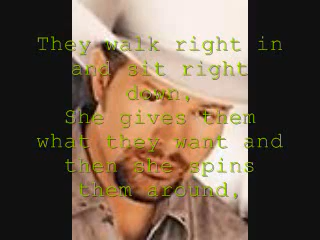 They walk right in
and sit right
down,
She gives them
what they want and
then she spins
them around,